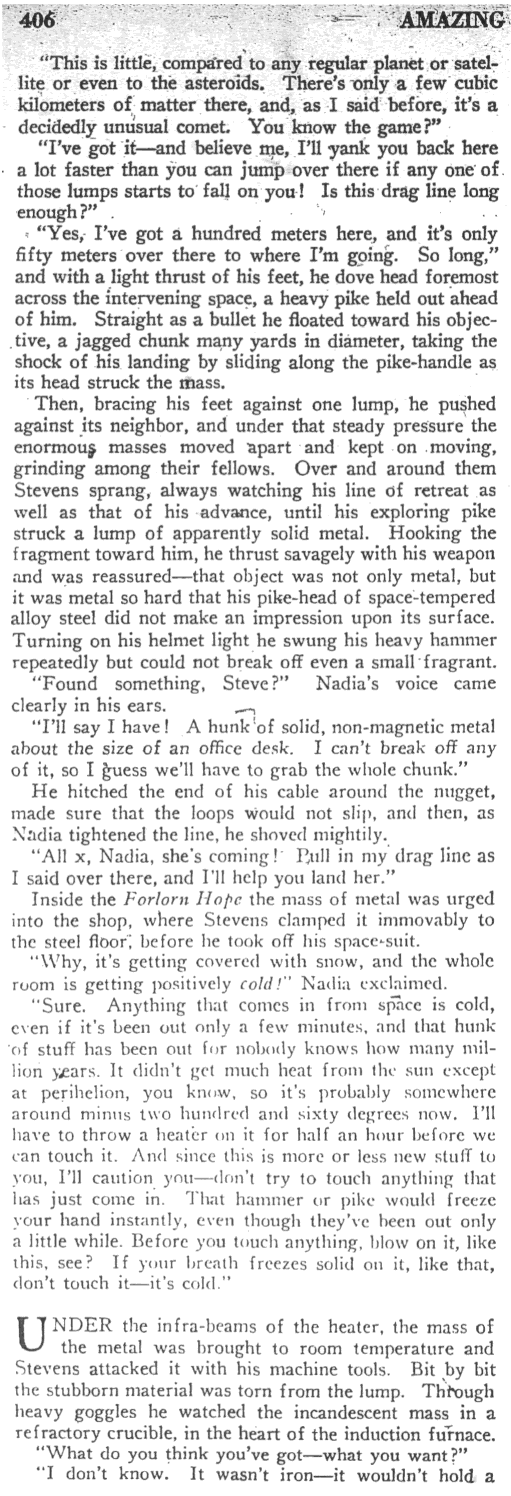 406 AMAZING
"This is little, compared to any regular planet or satel-
lite or even to the asteroids. There's only a few cubic
kilometers of matter there, and, as I said before, it's a
decidedly unusual comet. You know the game?"
"I've got it—and believe me, I'll yank you back here
a lot faster than you can jump over there if any one of
those lumps starts to fall on you! Is this drag line long
enough?"
"Yes, I've got a hundred meters here, and it's only
fifty meters over there to where I'm going. So long,"
and with a light thrust of his feet, he dove head foremost
across the intervening space, a heavy pike held out ahead
of him. Straight as a bullet he floated toward his objec-
tive, a jagged chunk many yards in diameter, taking the
shock of his landing by sliding along the pike-handle as
its head struck the mass.
Then, bracing his feet against one lump, he pushed
against its neighbor, and under that steady pressure the
enormous masses moved apart and kept on moving,
grinding among their fellows. Over and around them
Stevens sprang, always watching his line of retreat as
well as that of his advance, until his exploring pike
struck a lump of apparently solid metal. Hooking the
fragment toward him, he thrust savagely with his weapon
and was reassured—that object was not only metal, but
it was metal so hard that his pike-head of space-tempered
alloy steel did not make an impression upon its surface.
Turning on his helmet light he swung his heavy hammer
repeatedly but could not break off even a small fragrant.
"Found something, Steve?" Nadia's voice came
clearly in his ears.
"I'll say I have! A hunk of solid, non-magnetic metal
about the size of an office desk. I can't break off any
of it, so I guess we'll have to grab the whole chunk."
He hitched the end of his cable around the nugget,
made sure that the loops would not slip, and then, as
Nadia tightened the line, he shoved mightily.
"All x, Nadia, she's coming! Pull in my drag line as
I said over there, and I'll help you land her."
Inside the Forlorn Hope the mass of metal was urged
into the shop, where Stevens clamped it immovably to
the steel floor, before he took off his space-suit.
"Why, it's getting covered with snow, and the whole
room is getting positively cold!" Nadia exclaimed.
"Sure. Anything that comes in from space is cold,
even if it's been out only a few minutes, and that hunk
of stuff has been out for nobody knows how many mil-
lion years. It didn't get much heat from the sun except
at perihelion, you know, so it's probably somewhere
around minus two hundred and sixty degrees now. I'll
have to throw a heater on it for half an hour before we
can touch it. And since this is more or less new stuff to
you, I'll caution you—don't try to touch anything that
has just come in. That hammer or pike would freeze
your hand instantly, even though they've been out only
a little while. Before you touch anything, blow on it, like
this, see? If your breath freezes solid on it, like that,
don't touch it—it's cold."
UNDER the infra-beams of the heater, the mass of
the metal was brought to room temperature and
Stevens attacked it with his machine tools. Bit by bit
the stubborn material was torn from the lump. Through
heavy goggles he watched the incandescent mass in a
refractory crucible, in the heart of the induction furnace.
"What do you think you've got—what you want?"
"I don't know. It wasn't iron—it wouldn't hold a